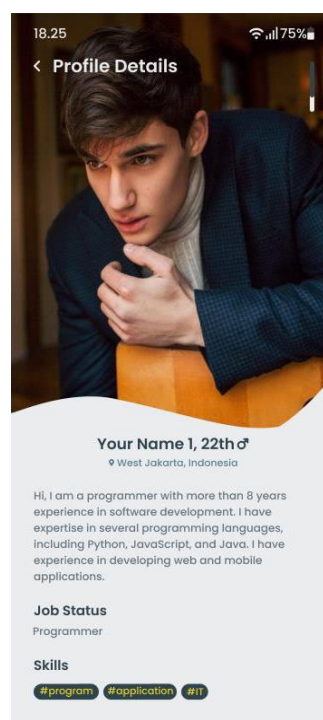 18.25 75%
< Profile Details
Your Name 1, 22th♂
West Jakarta, Indonesia
Hi, I am a programmer with more than 8 years
experience in software development. I have
expertise in several programming languages,
including Python, JavaScript, and Java. I have
experience in developing web and mobile
applications.
Job Status
Programmer
Skills
#program #application #IT